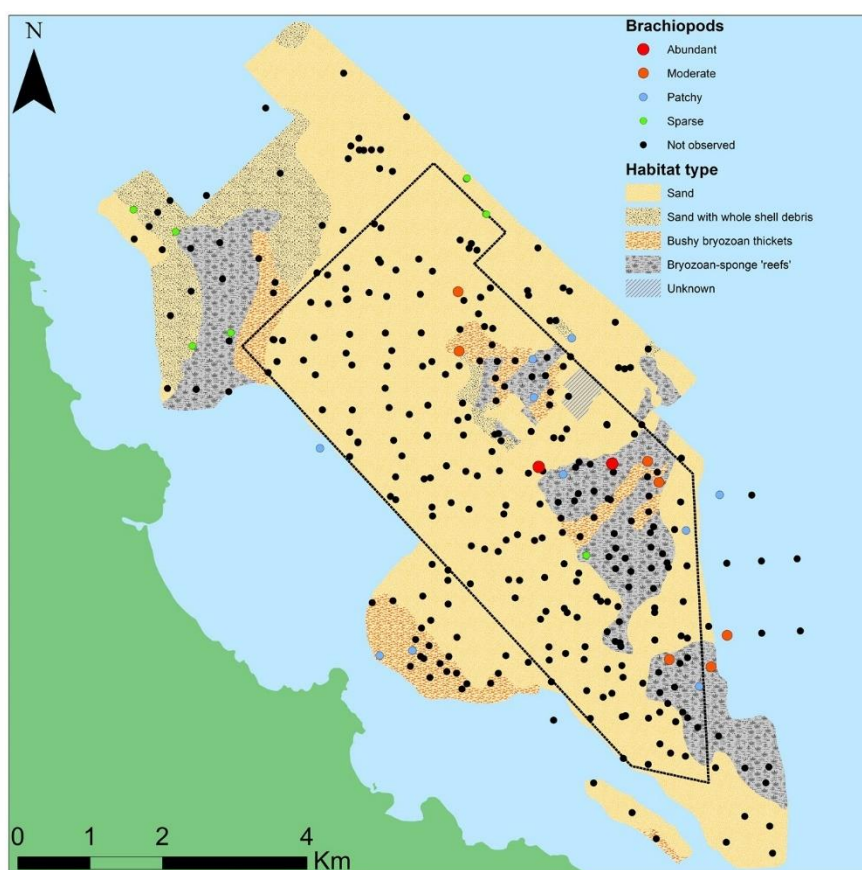 N
Brachiopods
Abundant
Moderate
Patchy
Sparse
Not observed
Habitat type
Sand
Sand with whole shell debris
Bushy bryozoan thickets
Bryozoan-sponge 'reefs'
Unknown
0 1 2 4
Km